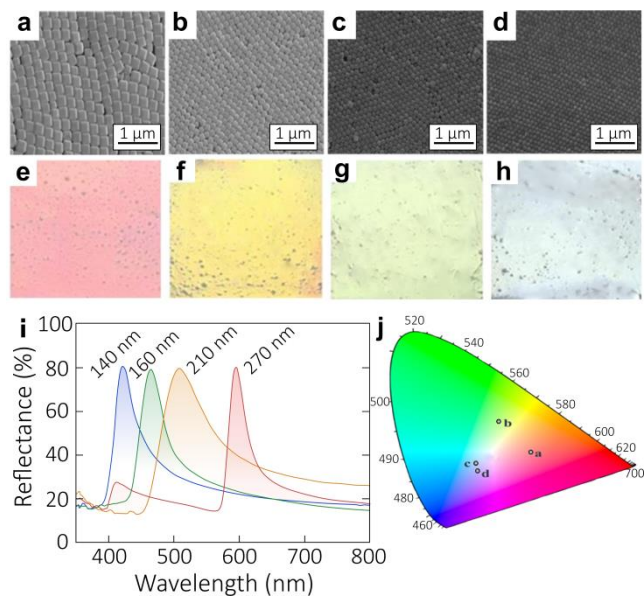 a
b
c
d
1 µm
1 µm
1 µm
1 µm
e
f
g
h
i
100
80
60
40
20
0
Reflectance (%)
140 nm
160 nm
210 nm
270 nm
400 500 600 700 800
Wavelength (nm)
j
520
540
560
580
600
620
700
500
490
480
460
b
a
c
d